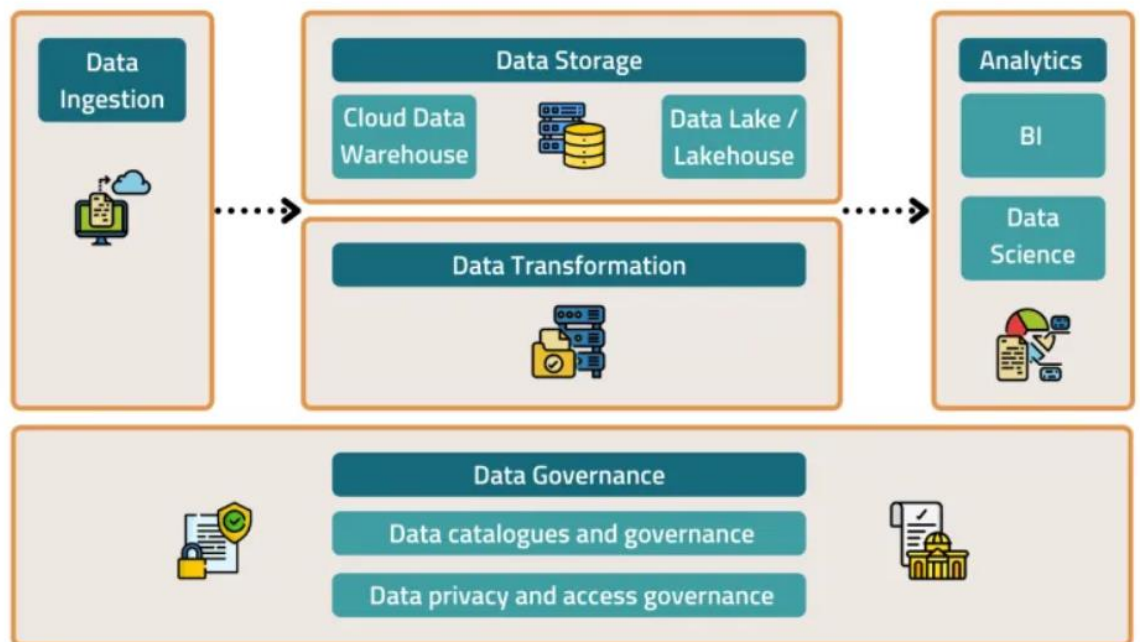 Data
Ingestion
Data Storage
Cloud Data
Warehouse
Data Lake /
Lakehouse
Data Transformation
Analytics
BI
Data
Science
Data Governance
Data catalogues and governance
Data privacy and access governance